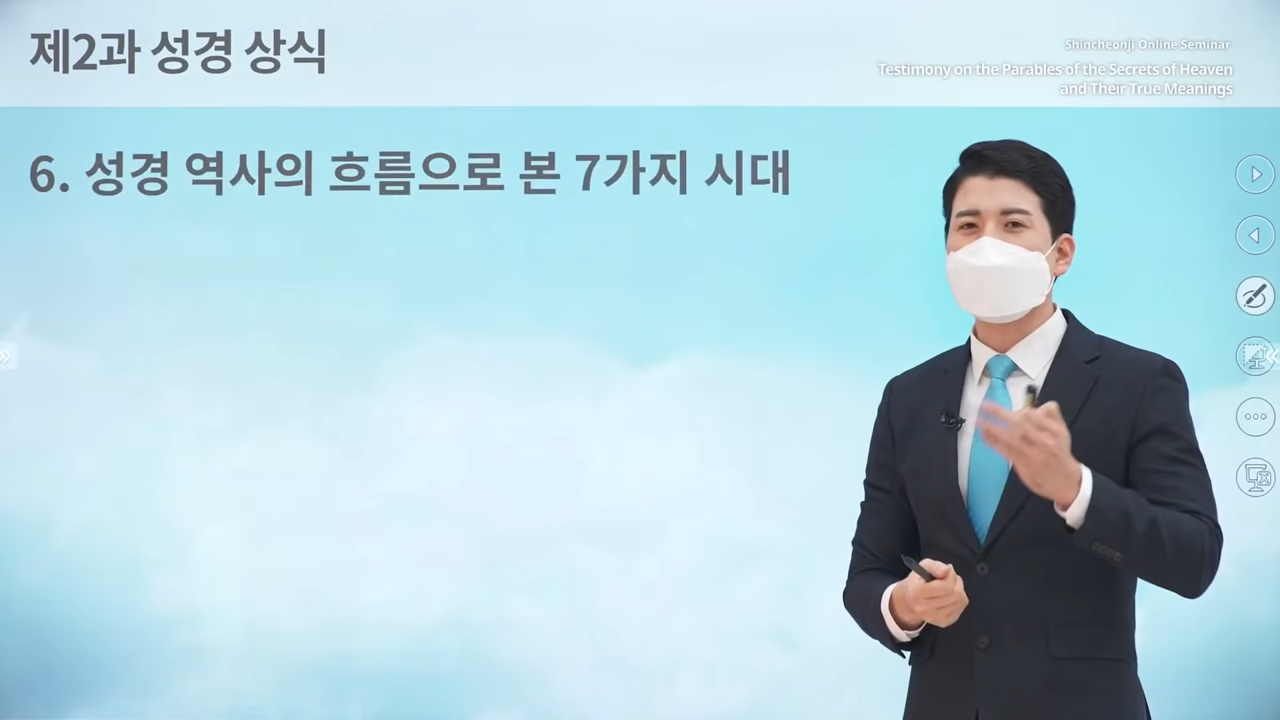 제2과 성경 상식
Shincheonji Online Seminar
Testimony on the Parables of the Secrets of Heaven
and Their True Meanings
6. 성경 역사의 흐름으로 본 7가지 시대